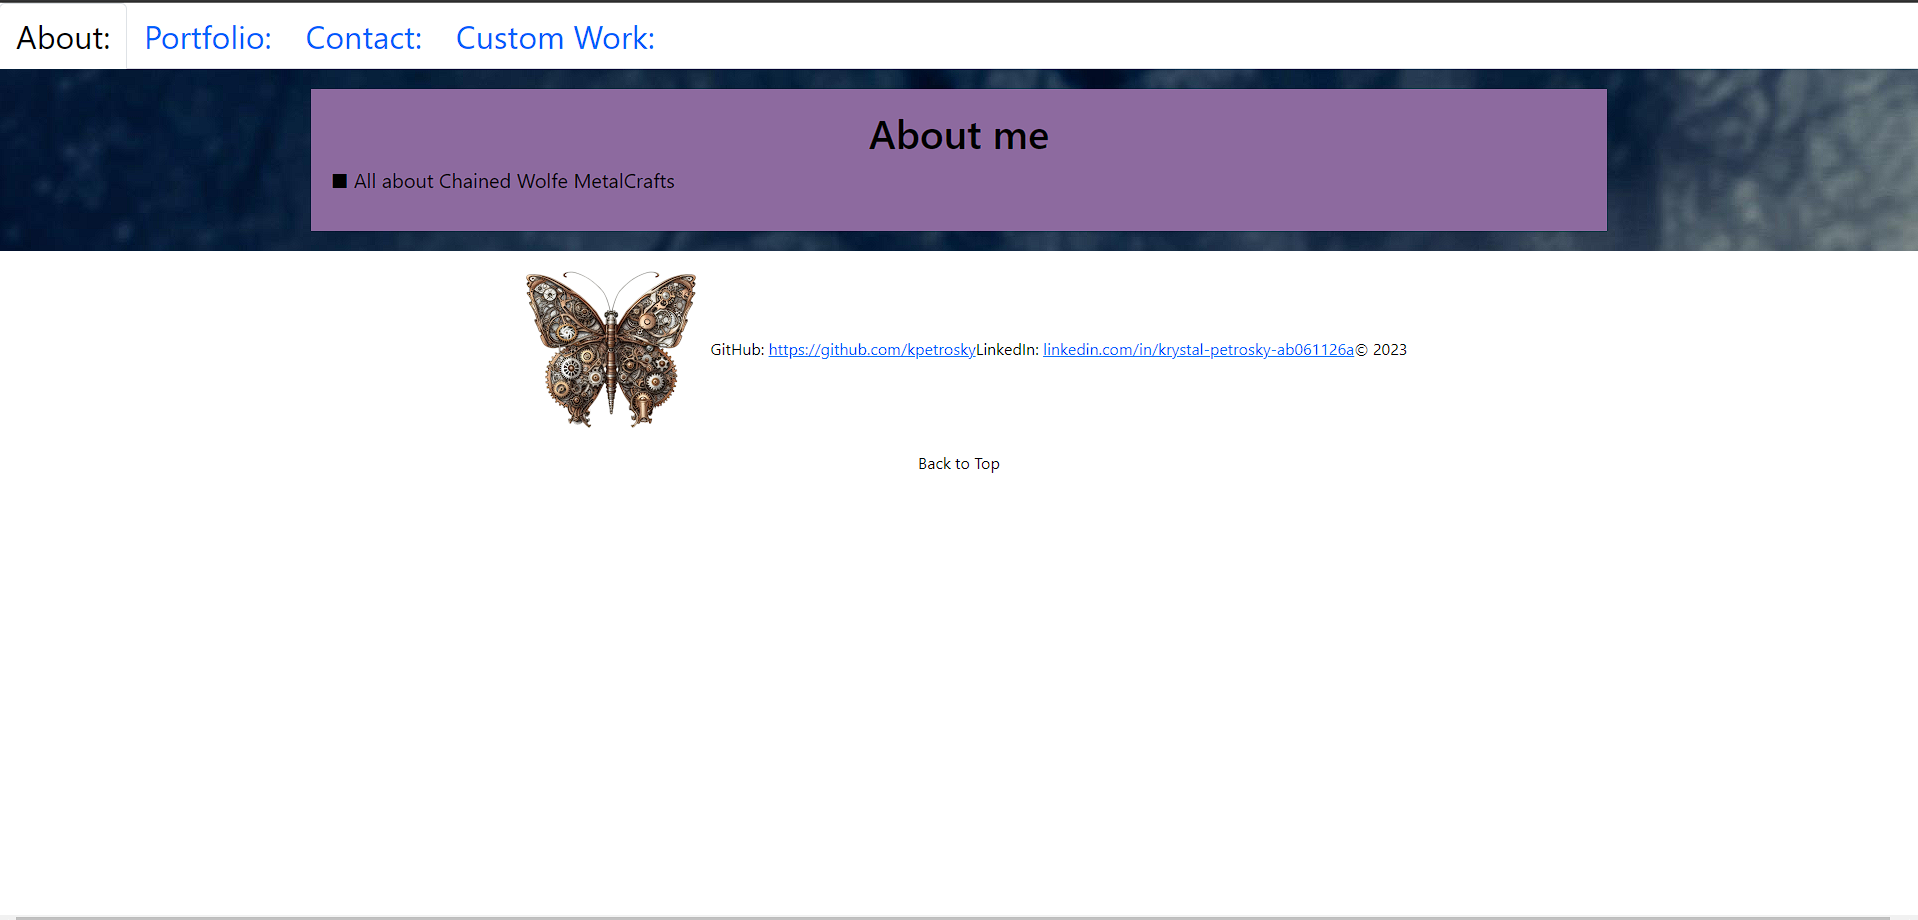 About: Portfolio: Contact: Custom Work:
About me
■ All about Chained Wolfe MetalCrafts
GitHub: https://github.com/kpetroskyLinkedIn: linkedin.com/in/krystal-petrosky-ab061126a© 2023
Back to Top